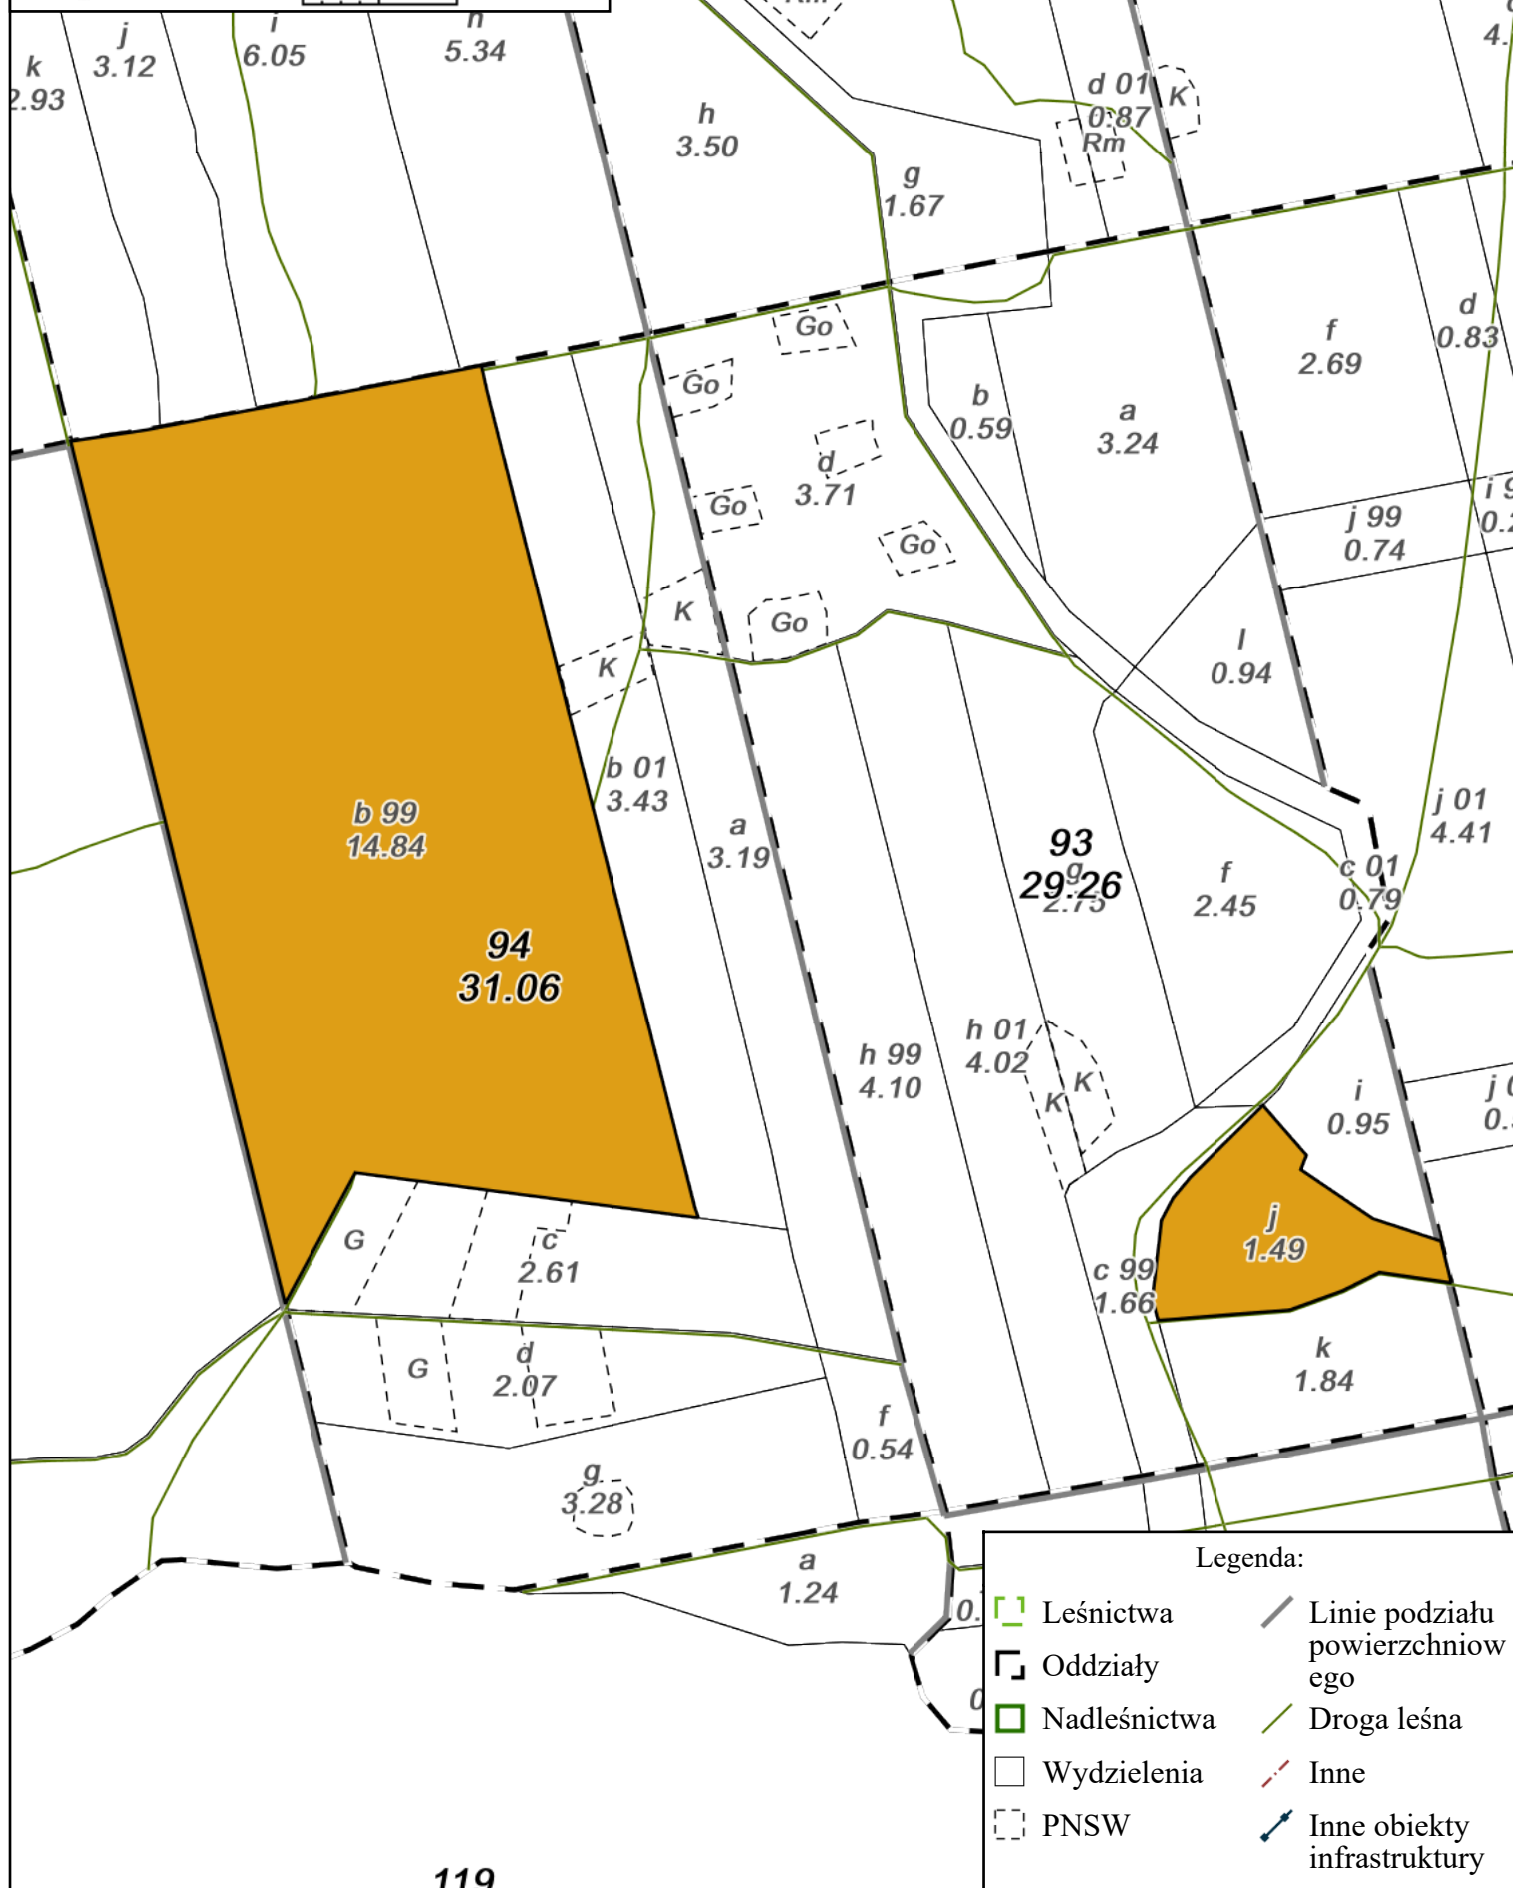 i
h
j
3.12
6.05
5.34
k
2.93
h
3.50
g
1.67
d 01
0.87
Rm
K
4.
Go
Go
d
3.71
Go
Go
Go
b
0.59
a
3.24
f
2.69
d
0.83
j 99
0.74
K
K
l
0.94
b 01
3.43
a
3.19
b 99
14.84
94
31.06
93
29.26
g
2.75
f
2.45
j 01
4.41
c 01
0.79
h 99
4.10
h 01
4.02
K
K
i
0.95
j
1.49
c 99
1.66
k
1.84
G
c
2.61
G
d
2.07
f
0.54
g
3.28
a
1.24
119
Legenda:
Leśnictwa
Oddziały
Nadleśnictwa
Wydzielenia
PNSW
Linie podziału
powierzchniow
ego
Droga leśna
Inne
Inne obiekty
infrastruktury